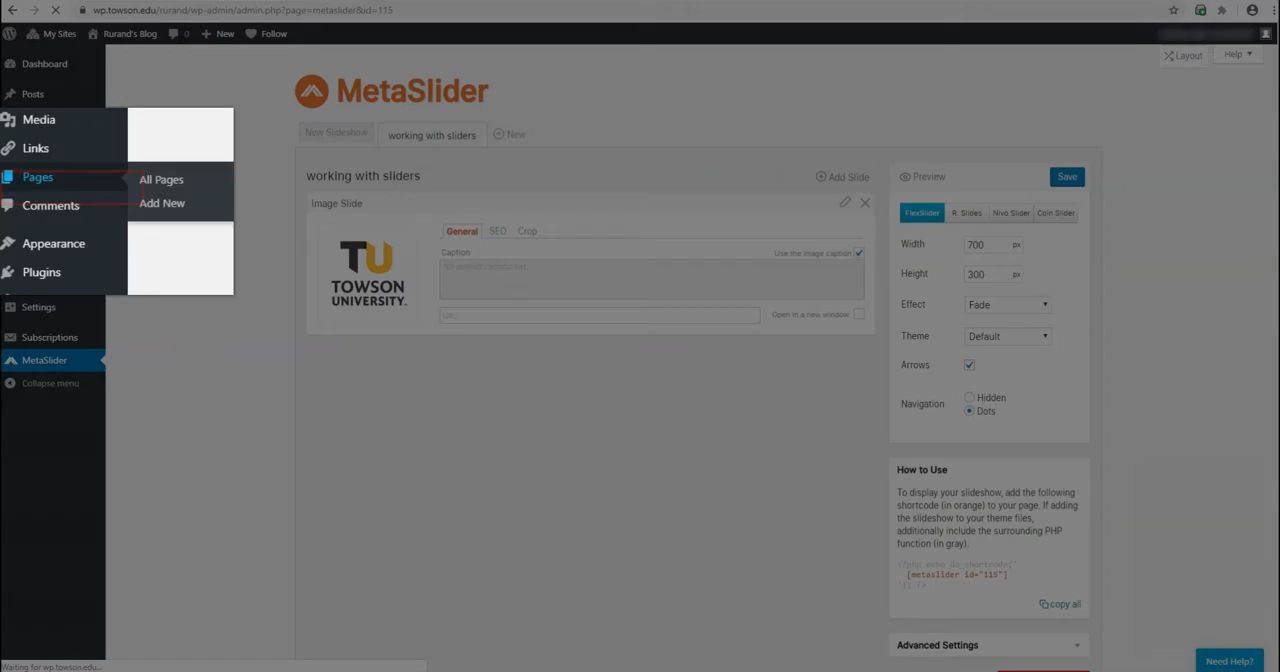 wp.towson.edu/rurand/wp-admin/admin.php?page=metaslider&id=115
My Sites
Rurand's Blog
0
New
Follow
Dashboard
Posts
Media
Links
Pages
Comments
Appearance
Plugins
Settings
Subscriptions
MetaSlider
Collapse menu
All Pages
Add New
Layout
Help
MetaSlider
New Slideshow
working with sliders
New
working with sliders
Add Slide
Image Slide
General
SEO
Crop
Caption
Use the image caption
TU
TOWSON
UNIVERSITY.
Open in a new window
Preview
Save
FlexSlider
R. Slides
Nivo Slider
Coin Slider
Width
700
px
Height
300
px
Effect
Fade
Theme
Default
Arrows
Navigation
Hidden
Dots
How to Use
To display your slideshow, add the following
shortcode (in orange) to your page. If adding
the slideshow to your theme files,
additionally include the surrounding PHP
function (in gray).
<?php echo do_shortcode('
[metaslider id="115"]
'); ?>
copy all
Advanced Settings
Need Help?
Waiting for wp.towson.edu...